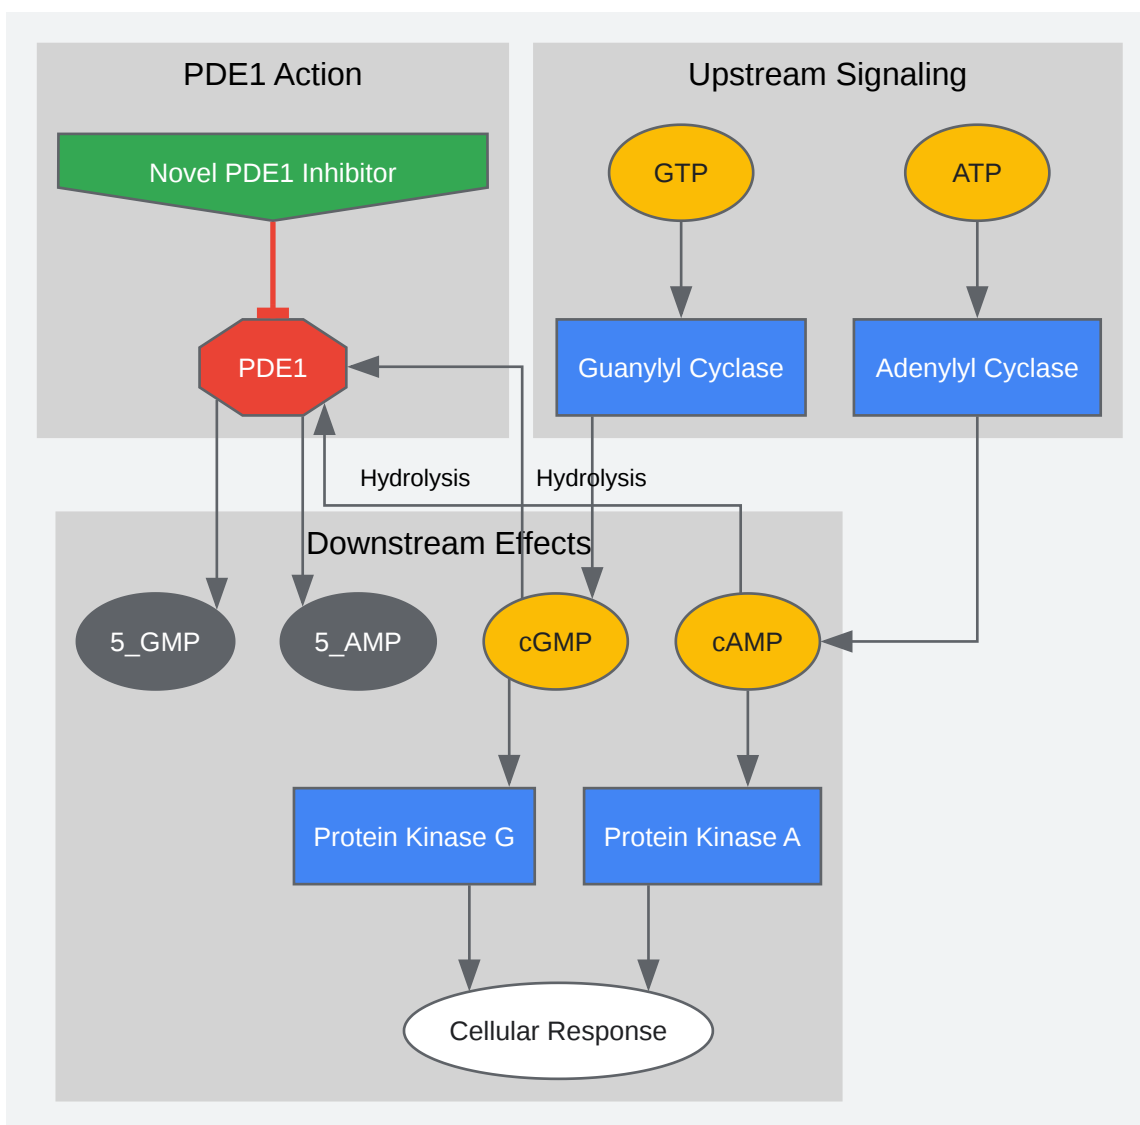 PDE1 Action
Upstream Signaling
Novel PDE1 Inhibitor
GTP
ATP
PDE1
Guanylyl Cyclase
Adenylyl Cyclase
Hydrolysis
Hydrolysis
Downstream Effects
5_GMP
5_AMP
cGMP
cAMP
Protein Kinase G
Protein Kinase A
Cellular Response